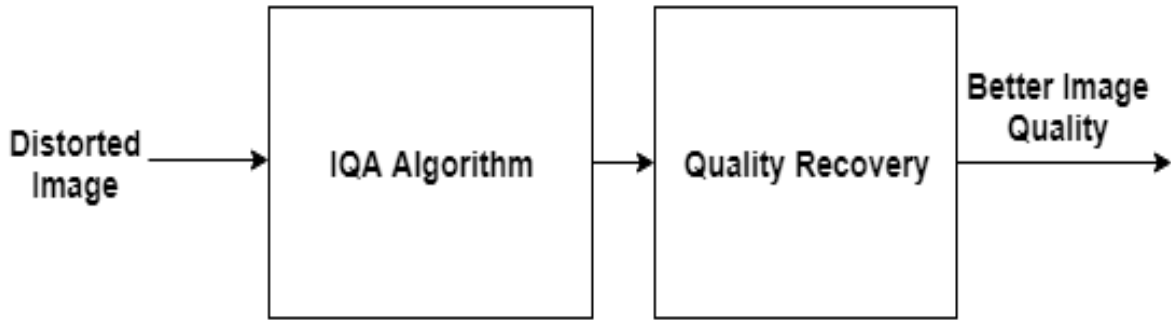 Distorted
Image
IQA Algorithm
Quality Recovery
Better Image
Quality